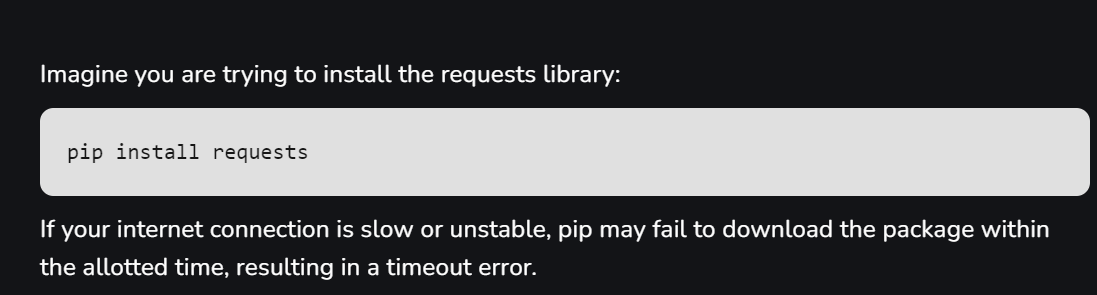 Imagine you are trying to install the requests library:
pip install requests
If your internet connection is slow or unstable, pip may fail to download the package within
the allotted time, resulting in a timeout error.